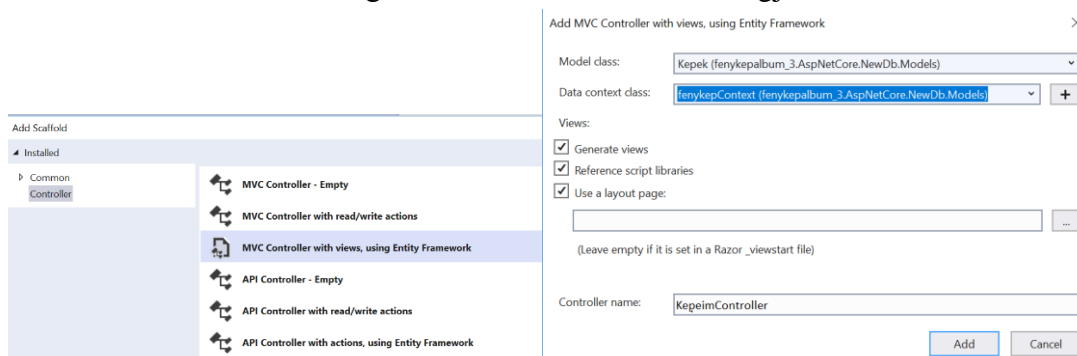 Add Scaffold
Installed
Common
Controller
MVC Controller - Empty
MVC Controller with read/write actions
MVC Controller with views, using Entity Framework
API Controller - Empty
API Controller with read/write actions
API Controller with actions, using Entity Framework
Add MVC Controller with views, using Entity Framework
Model class: Kepek (fenykepalbum_3.AspNetCore.NewDb.Models)
Data context class: fenykepContext (fenykepalbum_3.AspNetCore.NewDb.Models) +
Views:
Generate views
Reference script libraries
Use a layout page:
...
(Leave empty if it is set in a Razor _viewstart file)
Controller name: KepeimController
Add Cancel